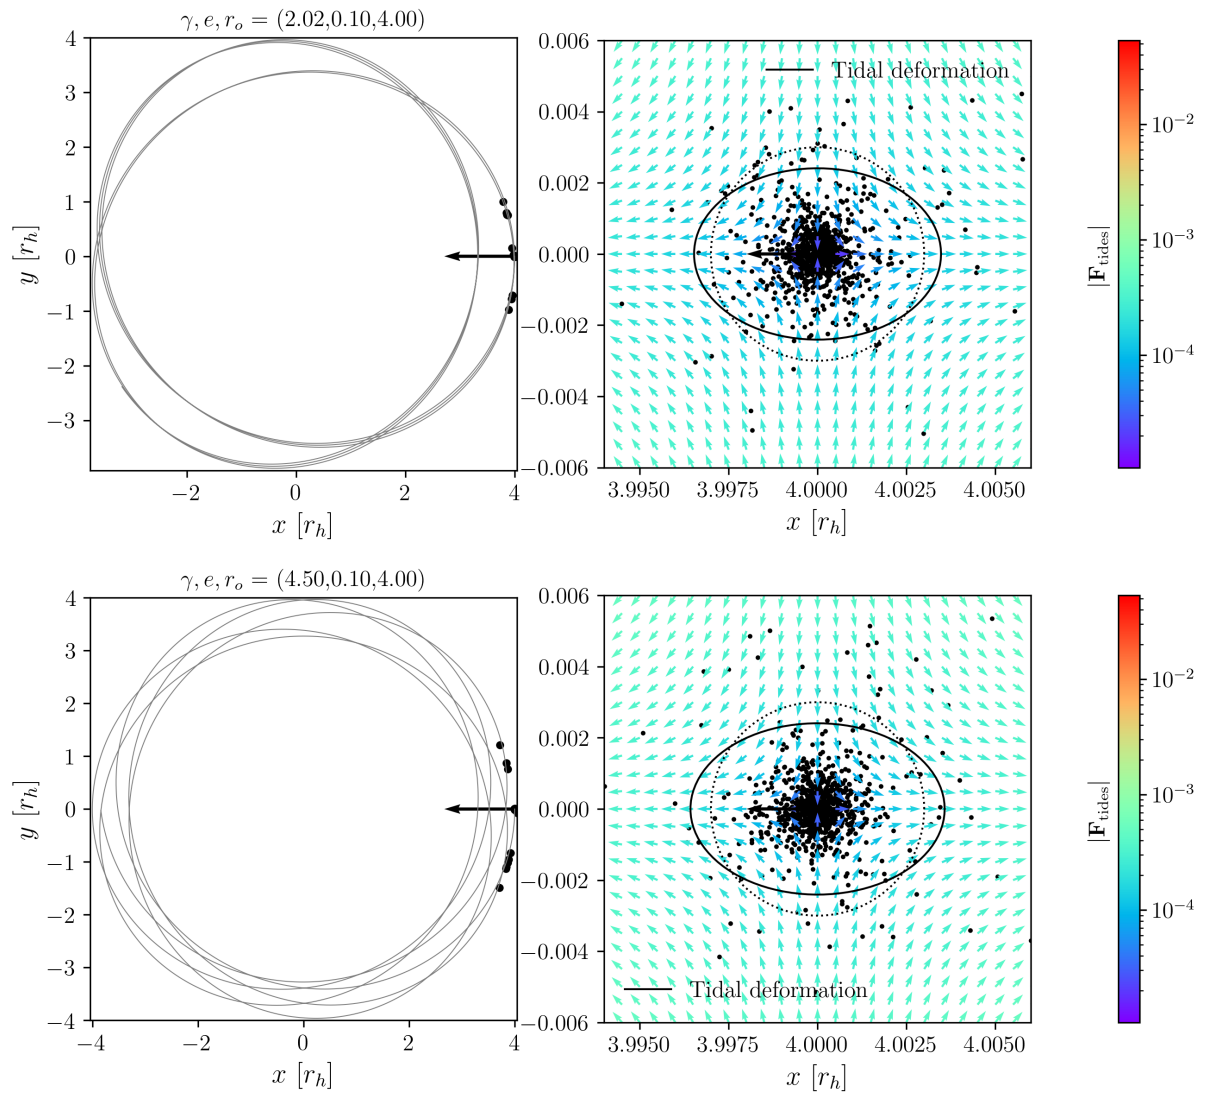 γ, e, r_o = (2.02,0.10,4.00)
4
3
2
1
0
−1
−2
−3
y [r_h]
−2 0 2 4
x [r_h]
0.006
0.004
0.002
0.000
−0.002
−0.004
−0.006
Tidal deformation
3.9950 3.9975 4.0000 4.0025 4.0050
x [r_h]
10^−2
10^−3
10^−4
|F_tides|
γ, e, r_o = (4.50,0.10,4.00)
4
3
2
1
0
−1
−2
−3
−4
y [r_h]
−4 −2 0 2 4
x [r_h]
0.006
0.004
0.002
0.000
−0.002
−0.004
−0.006
Tidal deformation
3.9950 3.9975 4.0000 4.0025 4.0050
x [r_h]
10^−2
10^−3
10^−4
|F_tides|